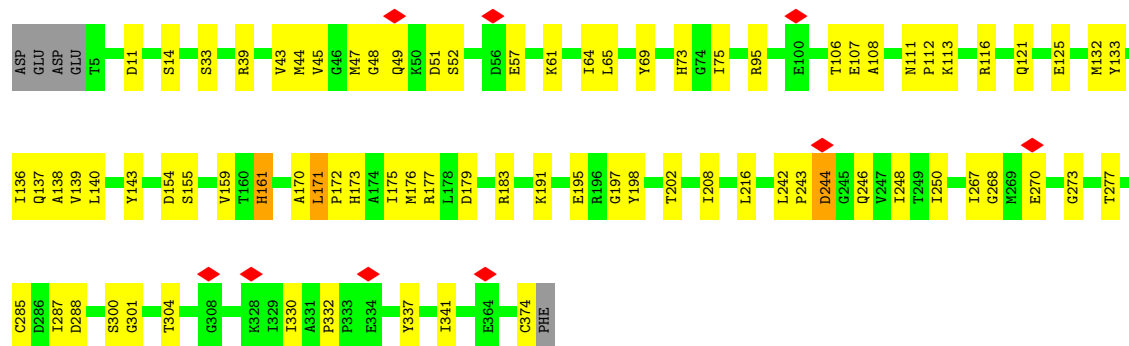 ASP GLU ASP GLU T5 D11 S14 S33 R39 V43 M44 V45 G46 M47 G48 Q49 K50 D51 S52 D56 E57 K61 I64 L65 Y69 H73 G74 I75 R95 E100 T106 E107 A108 N111 P112 K113 R116 Q121 E125 M132 Y133
I136 Q137 A138 V139 L140 Y143 D154 S155 V159 T160 H161 A170 L171 P172 H173 A174 I175 M176 R177 L178 D179 R183 K191 E195 R196 G197 Y198 T202 I208 L216 L242 P243 D244 G245 Q246 V247 I248 T249 I250 I267 G268 M269 E270 G273 T277
C285 D286 I287 D288 S300 G301 T304 G308 K328 I329 I330 A331 P332 P333 E334 Y337 I341 E364 C374 PHE